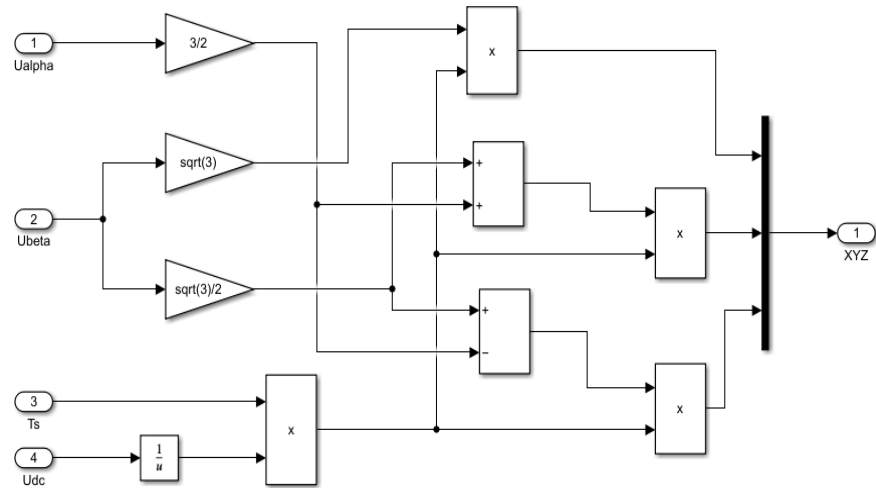 1
Ualpha
3/2
x
sqrt(3)
+
+
2
Ubeta
x
1
XYZ
sqrt(3)/2
+
−
3
Ts
x
x
4
Udc
1
u